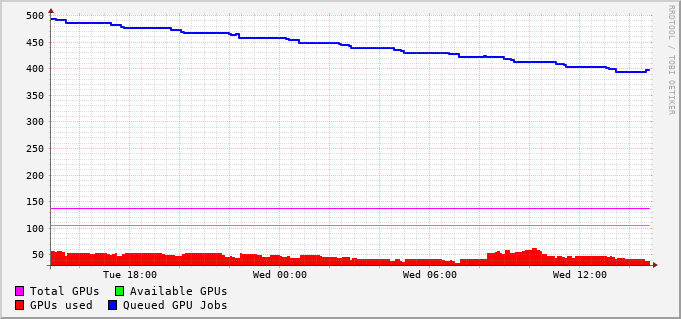 500
450
400
350
300
250
200
150
100
50
Tue 18:00 Wed 00:00 Wed 06:00 Wed 12:00
Total GPUs Available GPUs
GPUs used Queued GPU Jobs
RRDTOOL / TOBI OETIKER